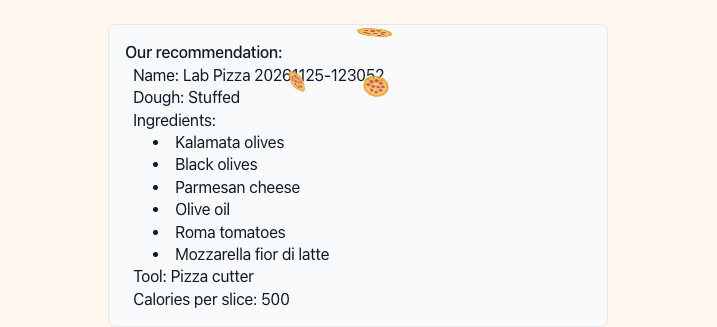 Our recommendation:
Name: Lab Pizza 20261125-123052
Dough: Stuffed
Ingredients:
• Kalamata olives
• Black olives
• Parmesan cheese
• Olive oil
• Roma tomatoes
• Mozzarella fior di latte
Tool: Pizza cutter
Calories per slice: 500